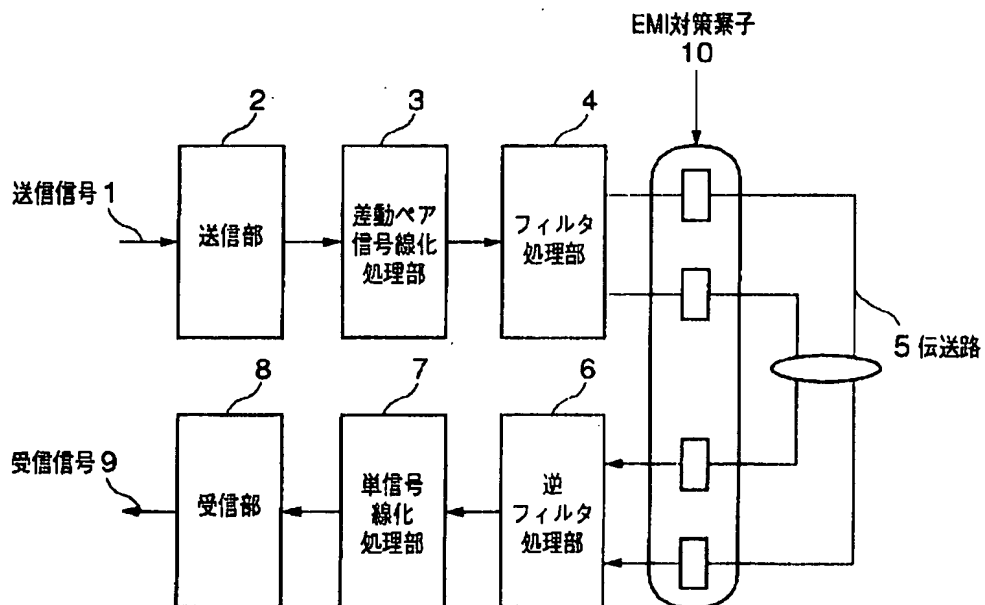 EMI対策素子
10
2
3
4
送信信号1
送信部
差動ペア
信号線化
処理部
フィルタ
処理部
5 伝送路
8
7
6
受信信号9
受信部
単信号
線化
処理部
逆
フィルタ
処理部